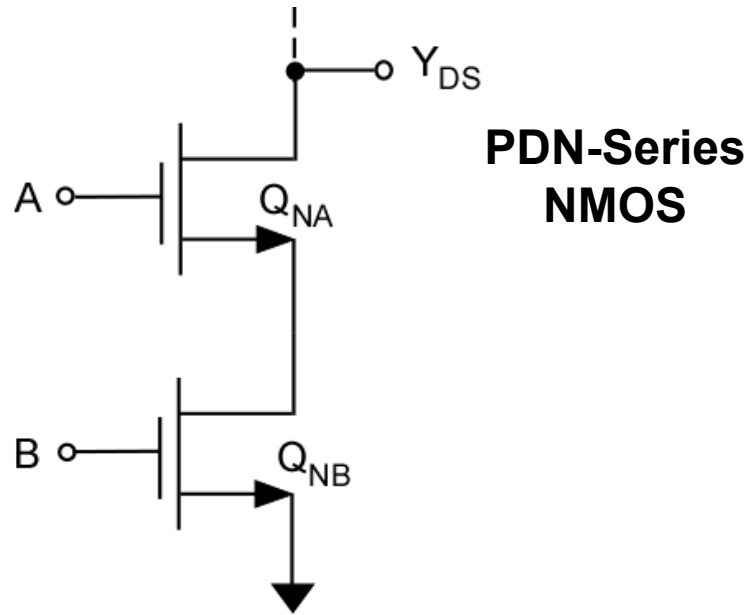 Y_DS
PDN-Series
NMOS
A
Q_NA
B
Q_NB